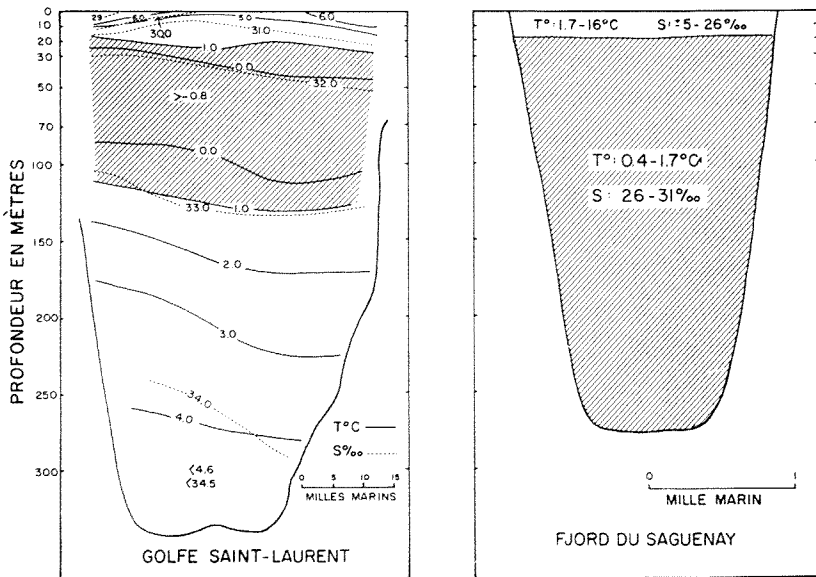 PROFONDEUR EN MÈTRES
0
10
20
30
50
70
100
150
200
250
300
29
6.0
30.0
5.0
6.0
31.0
1.0
0.0
32.0
>-0.8
0.0
33.0
1.0
2.0
3.0
34.0
4.0
<4.6
<34.5
T°C
S‰
0 5 10 15
MILLES MARINS
GOLFE SAINT-LAURENT
T°: 1.7-16°C S: ±5-26‰
T°: 0.4-1.7°C
S: 26-31‰
0 1
MILLE MARIN
FJORD DU SAGUENAY